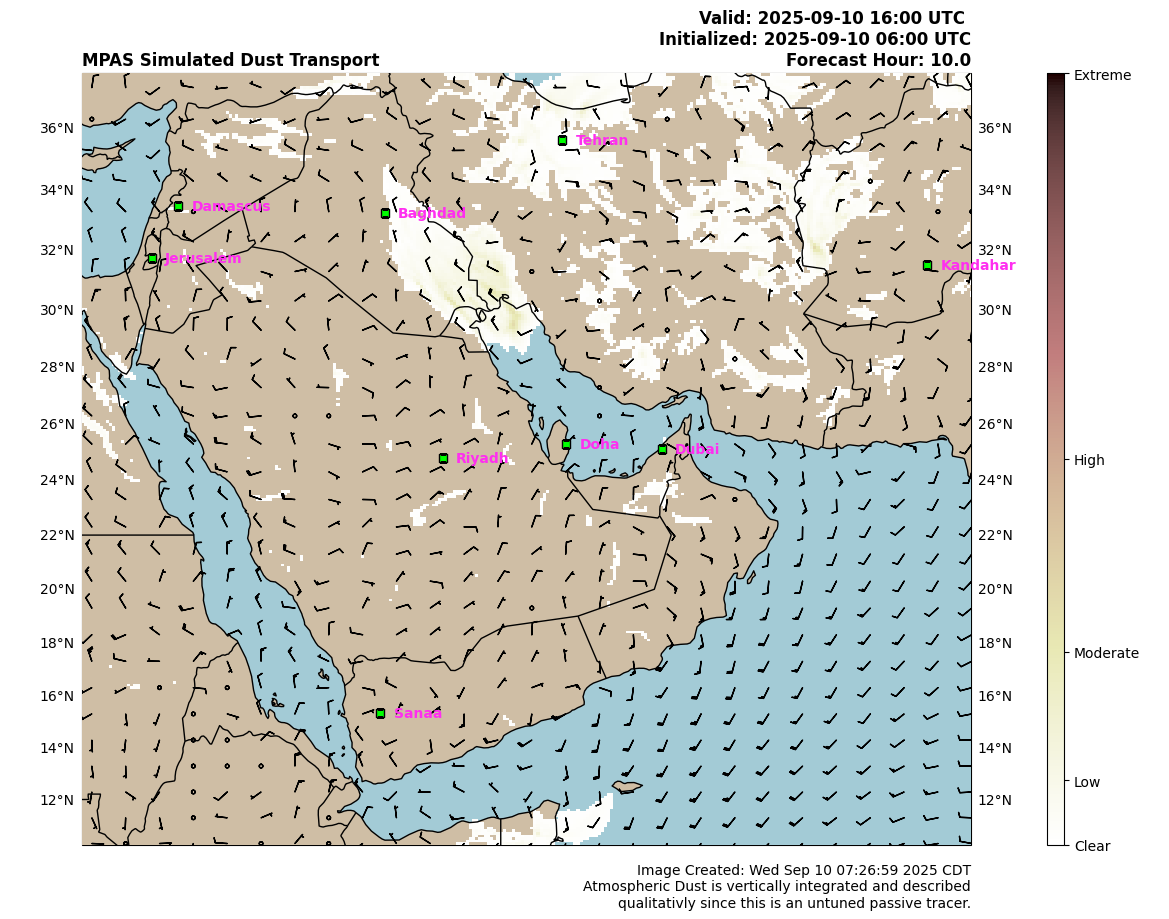 Valid: 2025-09-10 16:00 UTC
Initialized: 2025-09-10 06:00 UTC
MPAS Simulated Dust Transport
Forecast Hour: 10.0
Extreme
36°N
Tehran
36°N
34°N
34°N
Damascus
Baghdad
32°N
Jerusalem
32°N
Kandahar
30°N
30°N
28°N
28°N
26°N
26°N
Doha
Dubai
Riyadh
High
24°N
24°N
22°N
22°N
20°N
20°N
18°N
18°N
Moderate
16°N
16°N
Sanaa
14°N
14°N
Low
12°N
12°N
Clear
Image Created: Wed Sep 10 07:26:59 2025 CDT
Atmospheric Dust is vertically integrated and described
qualitativly since this is an untuned passive tracer.